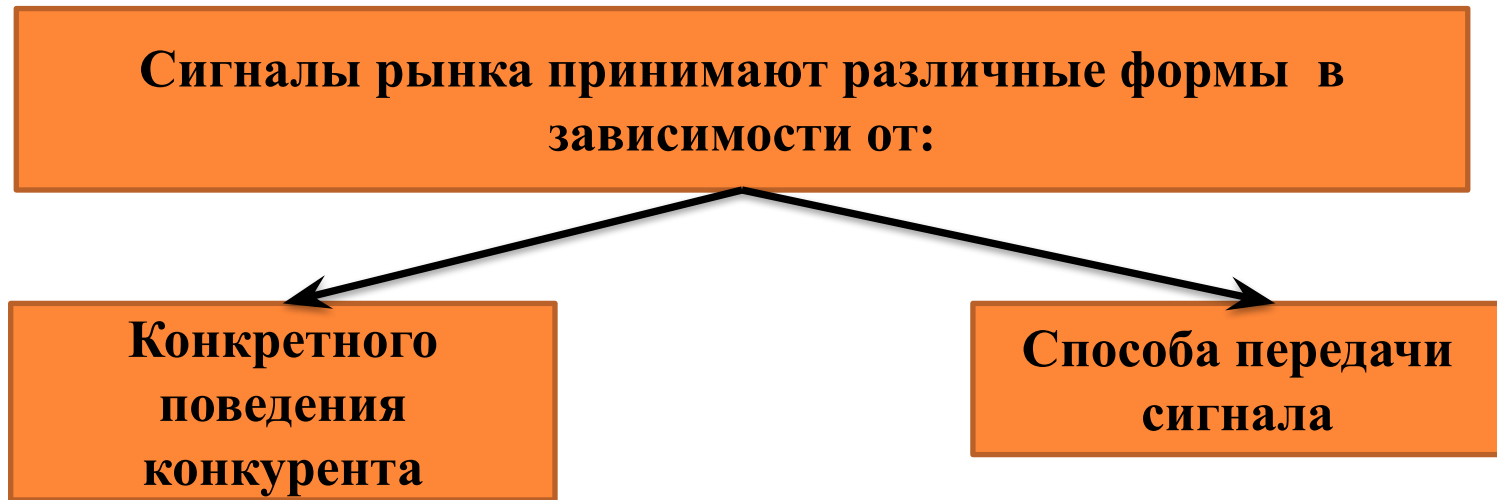 Сигналы рынка принимают различные формы  в
зависимости от:
Конкретного
поведения
конкурента
Способа передачи
сигнала